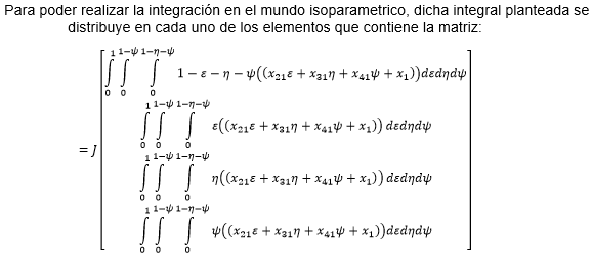 Para poder realizar la integración en el mundo isoparametrico, dicha integral planteada se
distribuye en cada uno de los elementos que contiene la matriz:
1 1−ψ 1−η−ψ
∫ ∫ ∫ 1 − ε − η − ψ((x₂₁ε + x₃₁η + x₄₁ψ + x₁))dεdηdψ
0 0 0
1 1−ψ 1−η−ψ
∫ ∫ ∫ ε((x₂₁ε + x₃₁η + x₄₁ψ + x₁)) dεdηdψ
0 0 0
= J
1 1−ψ 1−η−ψ
∫ ∫ ∫ η((x₂₁ε + x₃₁η + x₄₁ψ + x₁)) dεdηdψ
0 0 0
1 1−ψ 1−η−ψ
∫ ∫ ∫ ψ((x₂₁ε + x₃₁η + x₄₁ψ + x₁))dεdηdψ
0 0 0